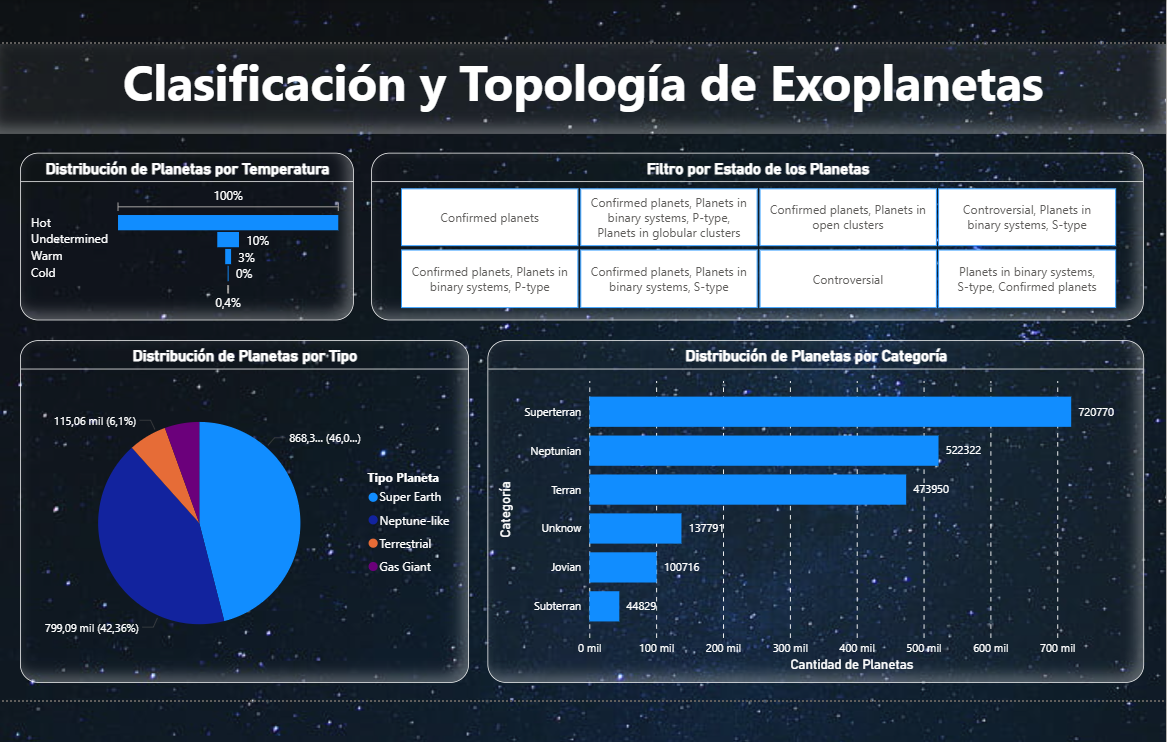 Clasificación y Topología de Exoplanetas
Distribución de Planetas por Temperatura
100%
Hot
Undetermined
10%
Warm
3%
Cold
0%
0,4%
Filtro por Estado de los Planetas
Confirmed planets
Confirmed planets, Planets in
binary systems, P-type,
Planets in globular clusters
Confirmed planets, Planets in
open clusters
Controversial, Planets in
binary systems, S-type
Confirmed planets, Planets in
binary systems, P-type
Confirmed planets, Planets in
binary systems, S-type
Controversial
Planets in binary systems,
S-type, Confirmed planets
Distribución de Planetas por Tipo
115,06 mil (6,1%)
868,3... (46,0...)
799,09 mil (42,36%)
Tipo Planeta
Super Earth
Neptune-like
Terrestrial
Gas Giant
Distribución de Planetas por Categoría
Categoría
Superterran
720770
Neptunian
522322
Terran
473950
Unknow
137791
Jovian
100716
Subterran
44829
0 mil
100 mil
200 mil
300 mil
400 mil
500 mil
600 mil
700 mil
Cantidad de Planetas